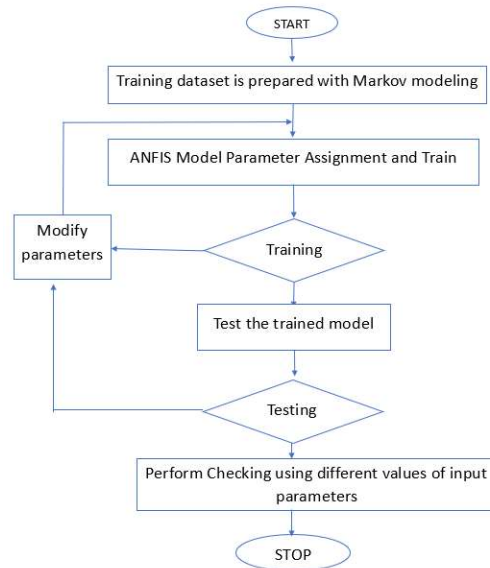 START
Training dataset is prepared with Markov modeling
ANFIS Model Parameter Assignment and Train
Modify
parameters
Training
Test the trained model
Testing
Perform Checking using different values of input
parameters
STOP